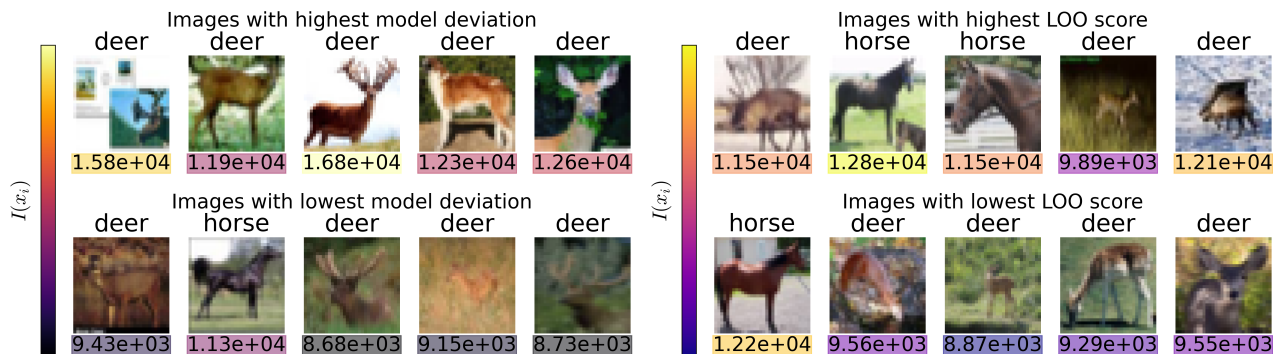 Images with highest model deviation
deer deer deer deer deer
1.58e+04 1.19e+04 1.68e+04 1.23e+04 1.26e+04
Images with lowest model deviation
deer horse deer deer deer
9.43e+03 1.13e+04 8.68e+03 9.15e+03 8.73e+03
I(x_i)
Images with highest LOO score
deer horse horse deer deer
1.15e+04 1.28e+04 1.15e+04 9.89e+03 1.21e+04
Images with lowest LOO score
horse deer deer deer deer
1.22e+04 9.56e+03 8.87e+03 9.29e+03 9.55e+03
I(x_i)